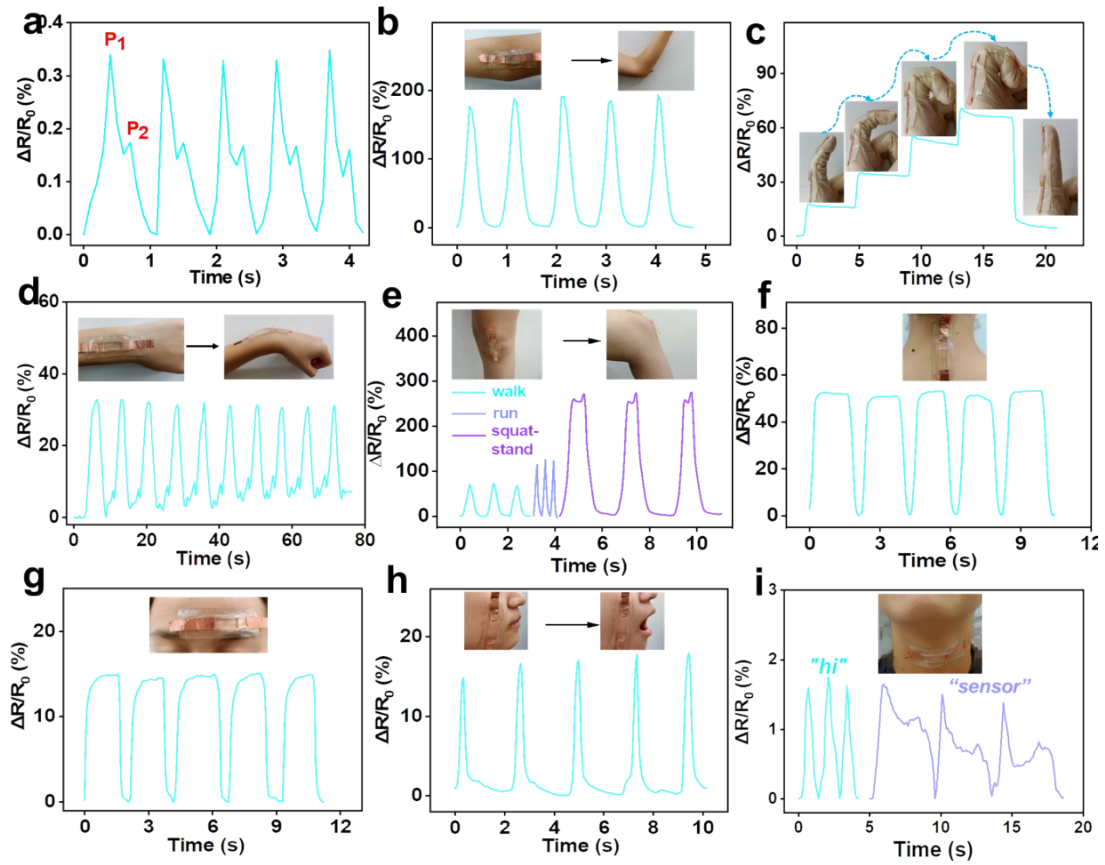 a
ΔR/R0 (%)
0.4
0.3
0.2
0.1
0.0
P1
P2
0 1 2 3 4
Time (s)
b
ΔR/R0 (%)
200
100
0
0 1 2 3 4 5
Time (s)
c
ΔR/R0 (%)
90
60
30
0
0 5 10 15 20
Time (s)
d
ΔR/R0 (%)
60
40
20
0
0 10 20 30 40 50 60 70 80
Time (s)
e
ΔR/R0 (%)
400
300
200
100
0
walk
run
squat-
stand
0 2 4 6 8 10
Time (s)
f
ΔR/R0 (%)
80
60
40
20
0
0 3 6 9 12
Time (s)
g
ΔR/R0 (%)
20
10
0
0 3 6 9 12
Time (s)
h
ΔR/R0 (%)
20
10
0
0 2 4 6 8 10
Time (s)
i
ΔR/R0 (%)
3
2
1
0
"hi"
“sensor”
0 5 10 15 20
Time (s)